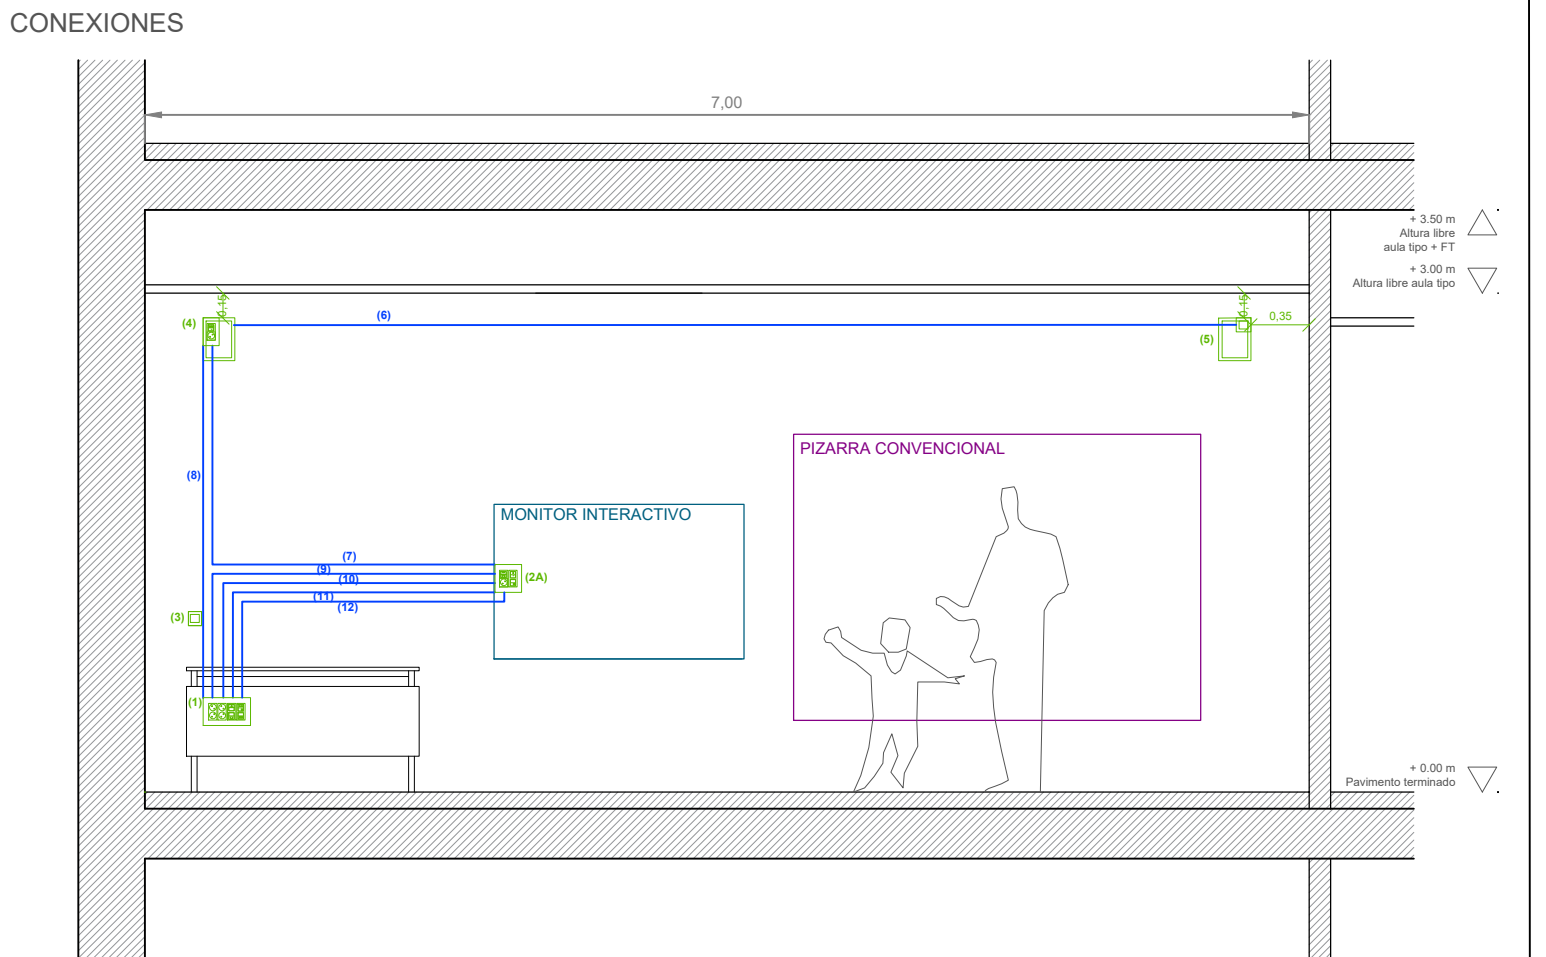 CONEXIONES
7,00
+ 3.50 m
Altura libre
aula tipo + FT
+ 3.00 m
Altura libre aula tipo
0,15
0,15
(4)
(6)
0,35
(5)
PIZARRA CONVENCIONAL
(8)
MONITOR INTERACTIVO
(7)
(9)
(10)
(2A)
(11)
(12)
(3)
(1)
+ 0.00 m
Pavimento terminado